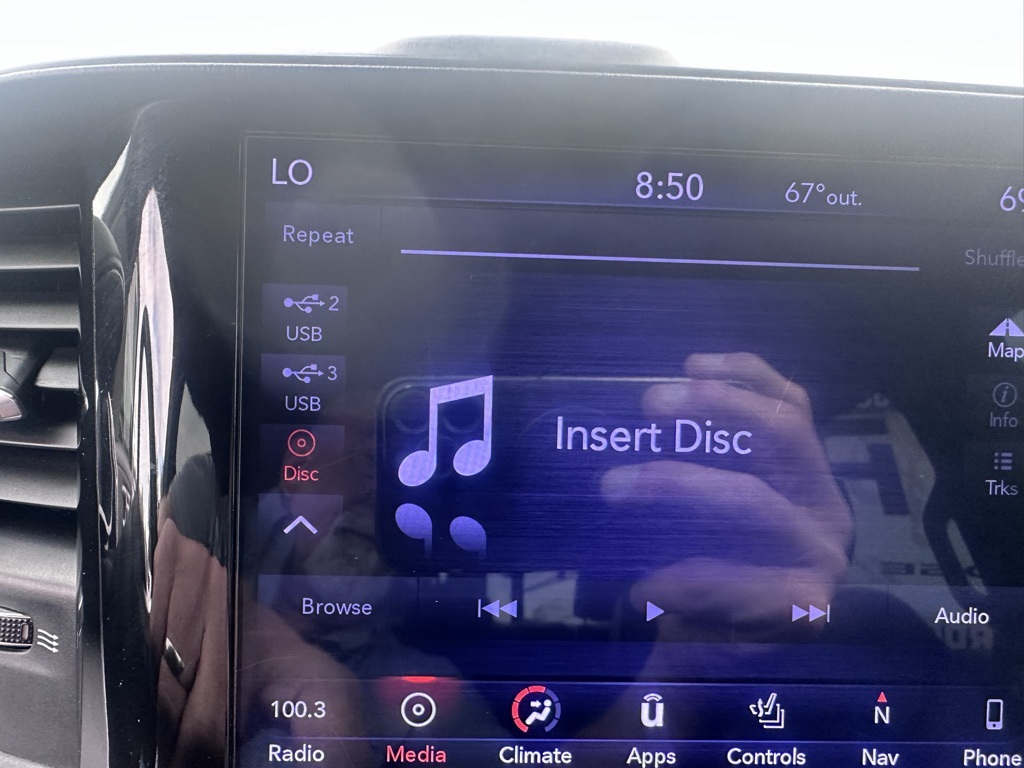 LO 8:50 67° out. 69
Repeat
Shuffle
2
USB
3
USB
Disc
Insert Disc
Map
Info
Trks
Browse
Audio
100.3
Radio
Media
Climate
u
Apps
Controls
N
Nav
Phone